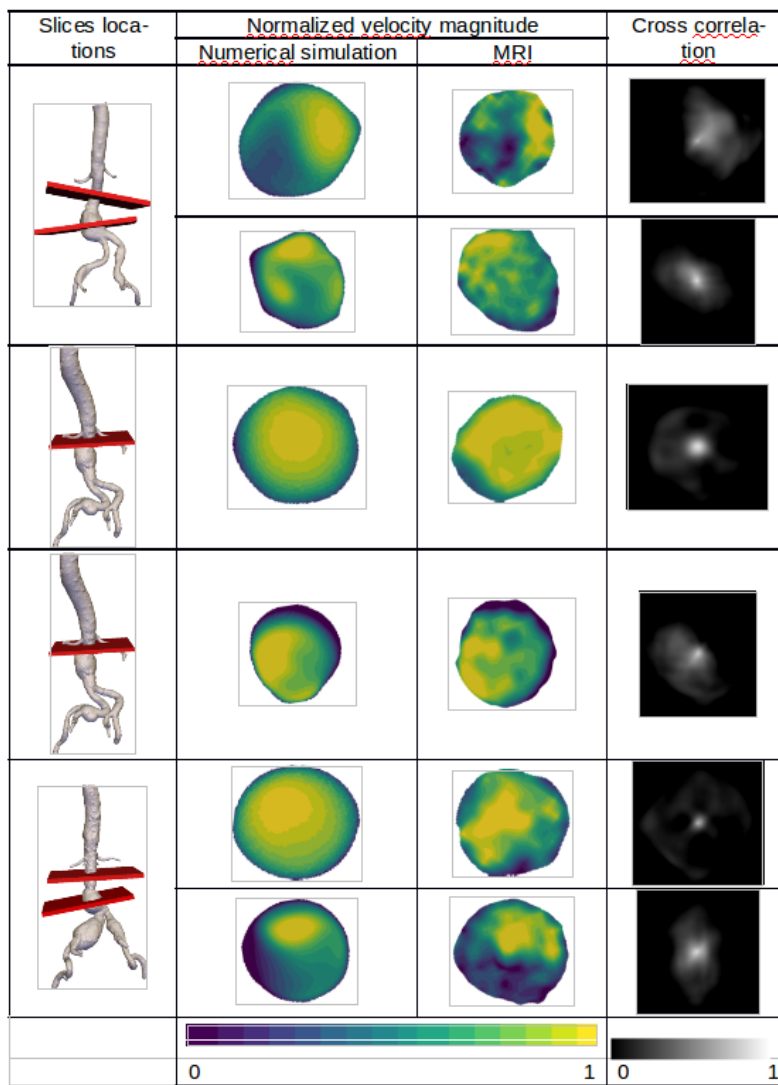 Slices loca-
tions
Normalized velocity magnitude
Cross correla-
tion
Numerical simulation
MRI
0
1
0
1